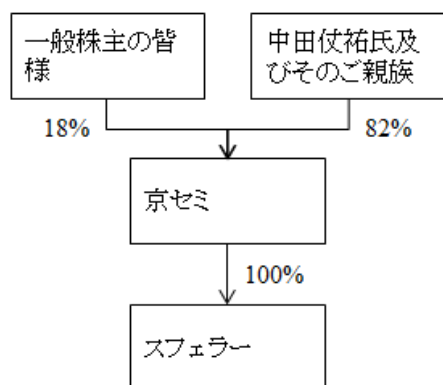 一般株主の皆
様
中田仗祐氏及
びそのご親族
18%
82%
京セミ
100%
スフェラー